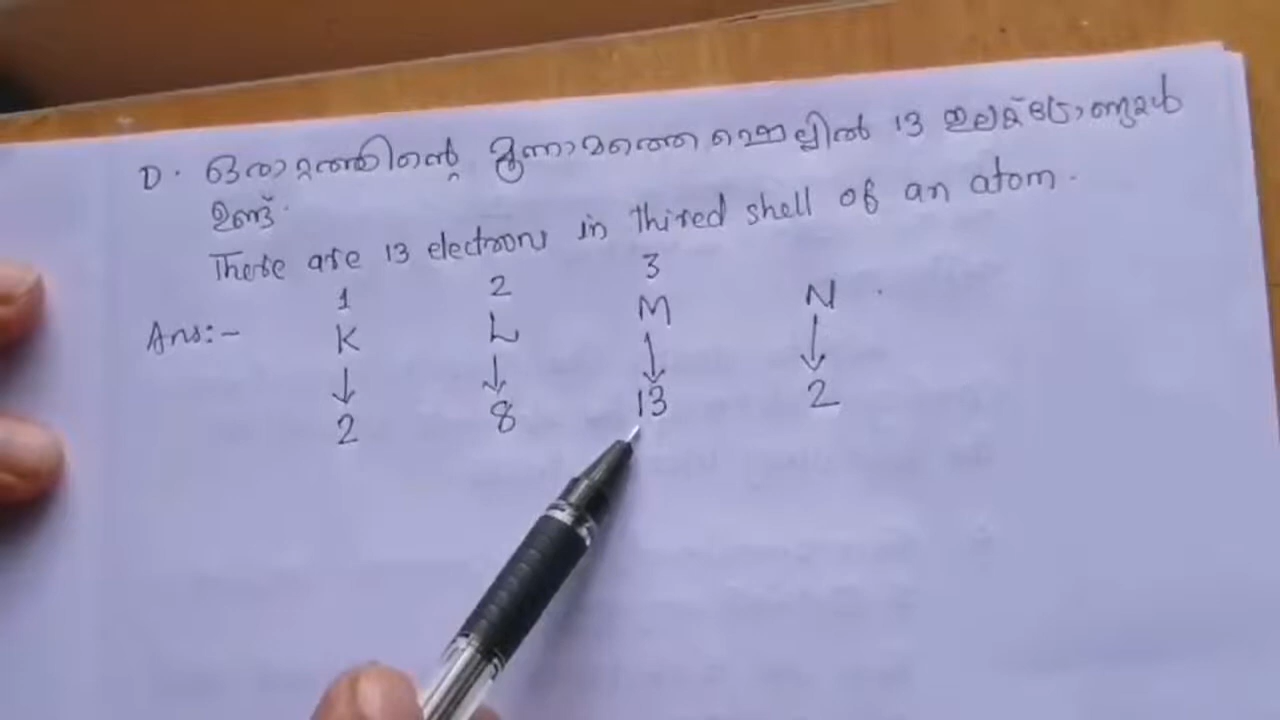 D. ഒരാറ്റത്തിന്റെ മൂന്നാമത്തെ ഷെല്ലിൽ 13 ഇലക്ട്രോണുകൾ
ഉണ്ട്.
There are 13 electrons in thired shell of an atom.
1 2 3
Ans:- K L M N
↓ ↓ ↓ ↓
2 8 13 2